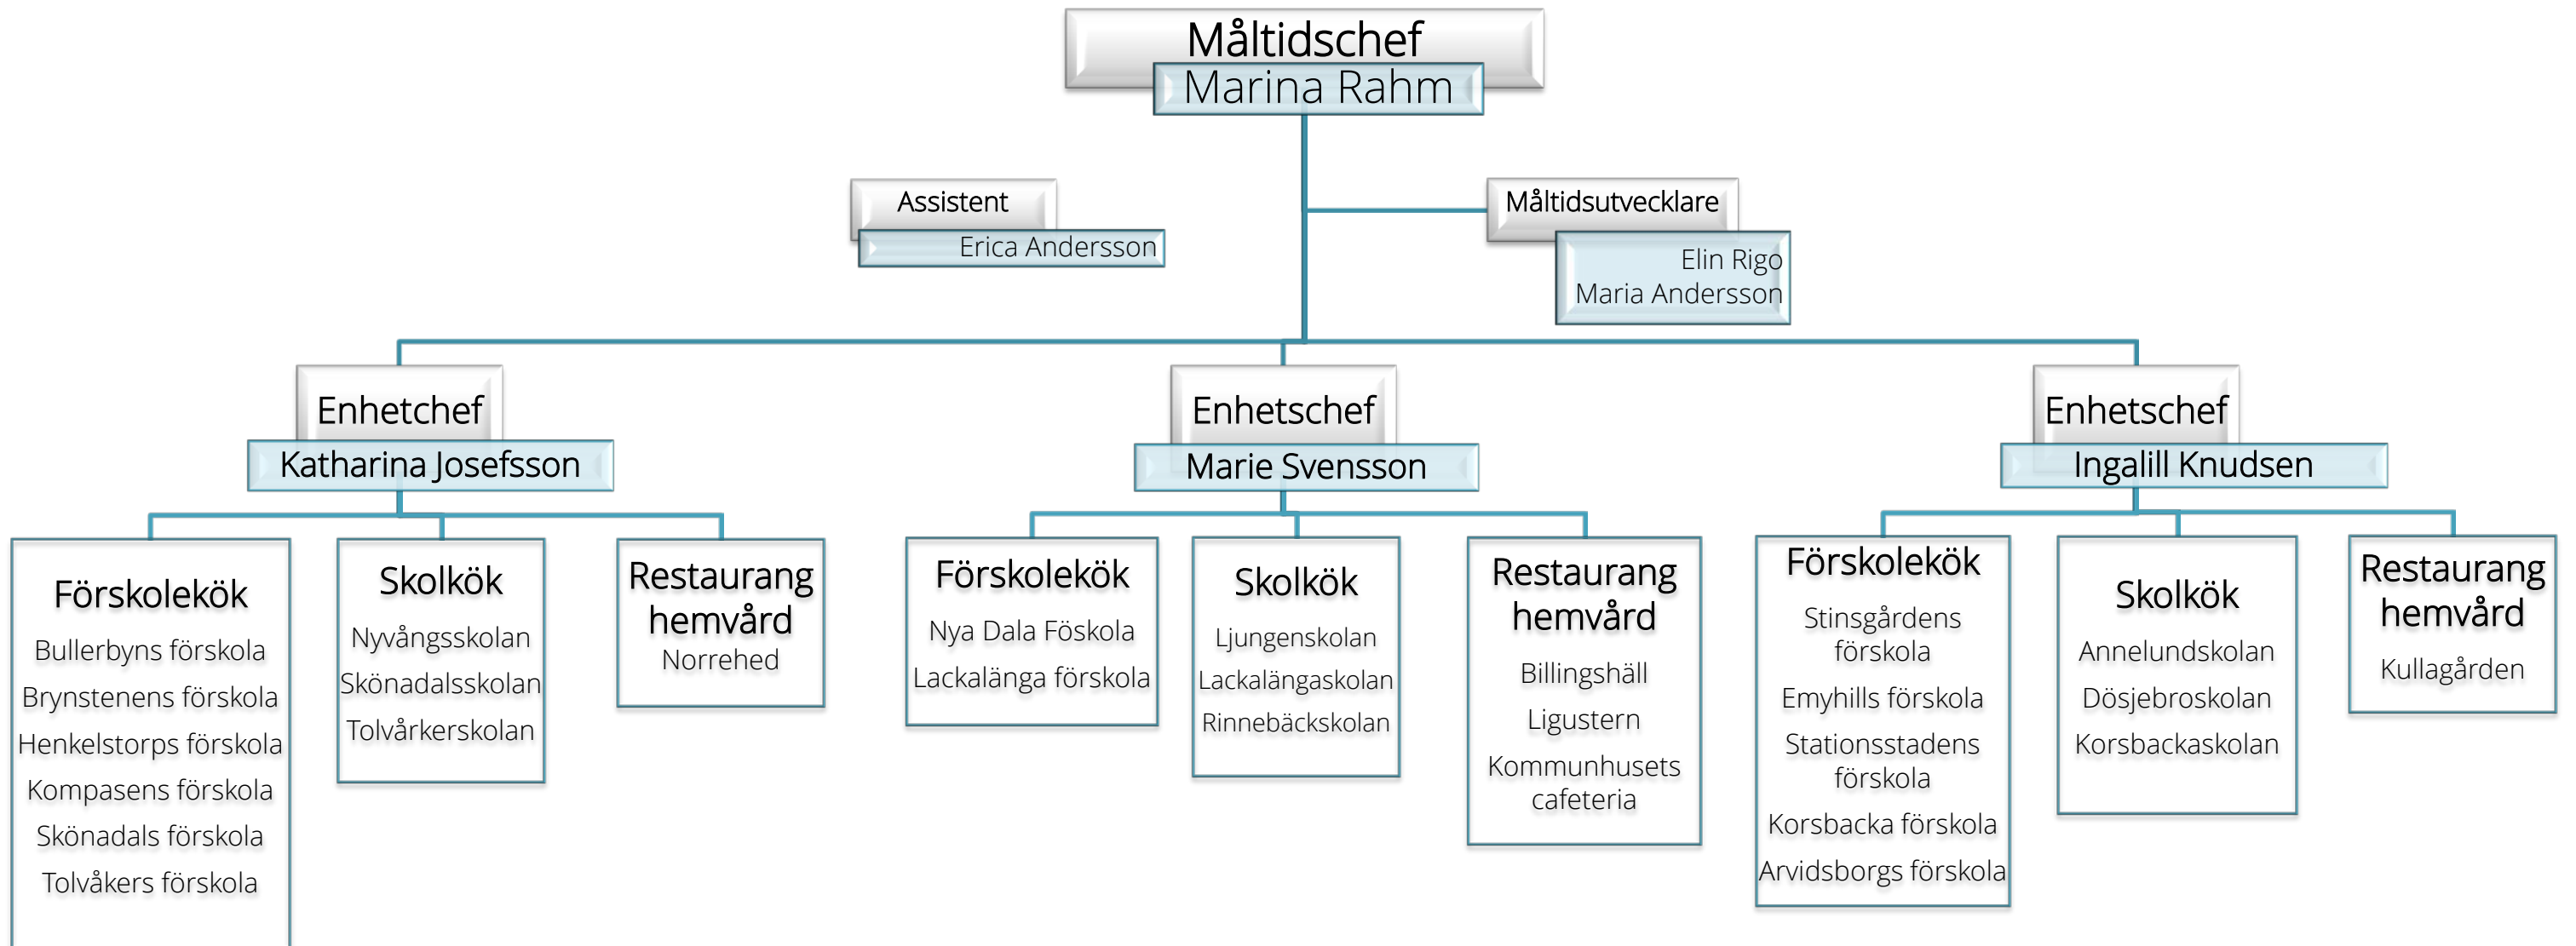 Måltidschef
Marina Rahm
Assistent
Erica Andersson
Måltidsutvecklare
Elin Rigo
Maria Andersson
Enhetchef
Katharina Josefsson
Enhetschef
Marie Svensson
Enhetschef
Ingalill Knudsen
Förskolekök
Bullerbyns förskola
Brynstenens förskola
Henkelstorps förskola
Kompasens förskola
Skönadals förskola
Tolvåkers förskola
Skolkök
Nyvångsskolan
Skönadalsskolan
Tolvårkerskolan
Restaurang
hemvård
Norrehed
Förskolekök
Nya Dala Föskola
Lackalänga förskola
Skolkök
Ljungenskolan
Lackalängaskolan
Rinnebäckskolan
Restaurang
hemvård
Billingshäll
Ligustern
Kommunhusets
cafeteria
Förskolekök
Stinsgårdens
förskola
Emyhills förskola
Stationsstadens
förskola
Korsbacka förskola
Arvidsborgs förskola
Skolkök
Annelundskolan
Dösjebroskolan
Korsbackaskolan
Restaurang
hemvård
Kullagården